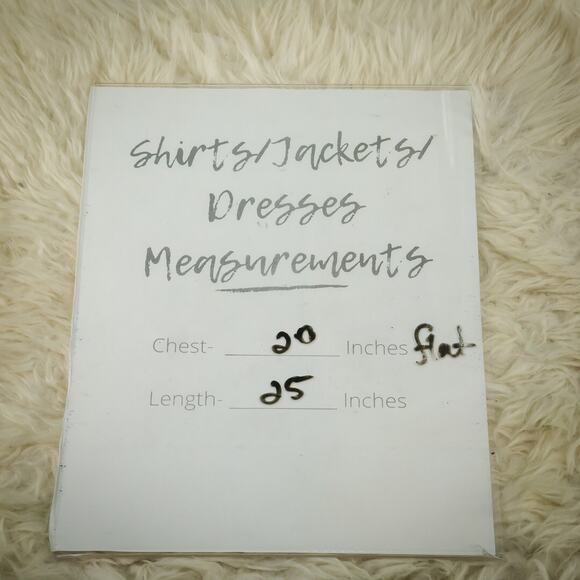 Shirts/Jackets/
Dresses
Measurements
Chest- 20 Inches flat
Length- 25 Inches